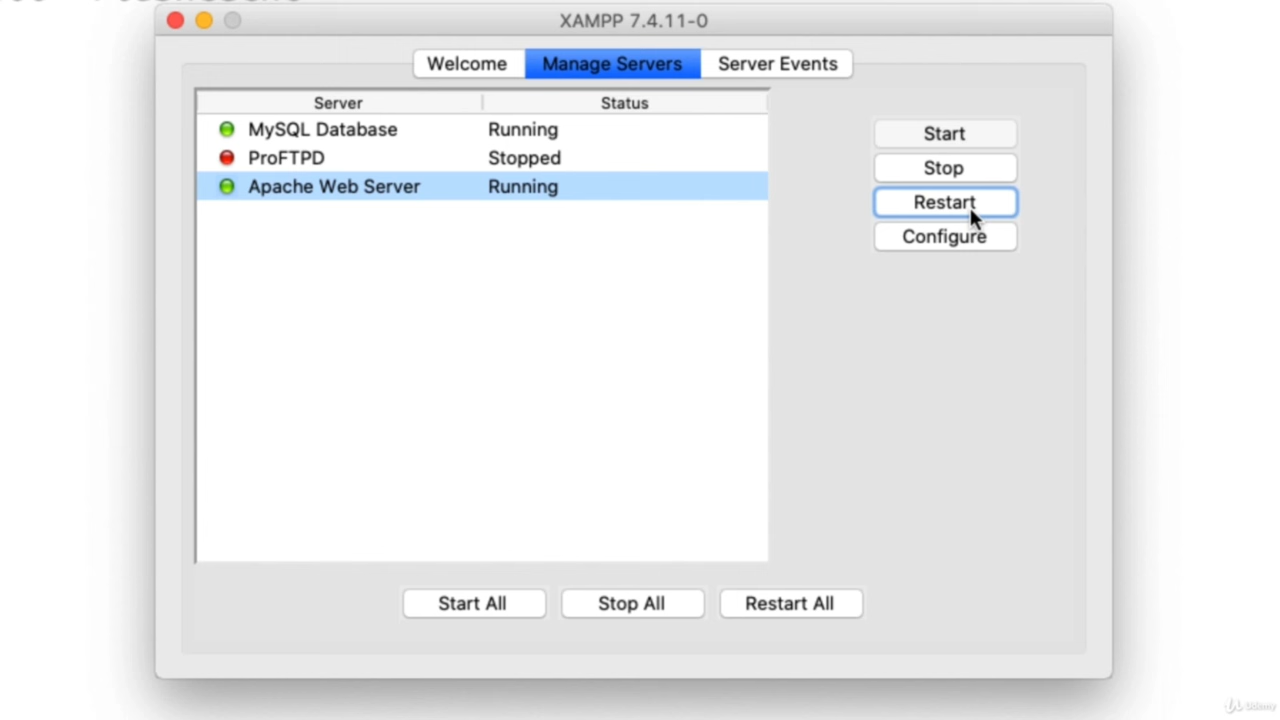 XAMPP 7.4.11-0
Welcome Manage Servers Server Events
Server Status
MySQL Database Running
ProFTPD Stopped
Apache Web Server Running
Start
Stop
Restart
Configure
Start All Stop All Restart All
Udemy